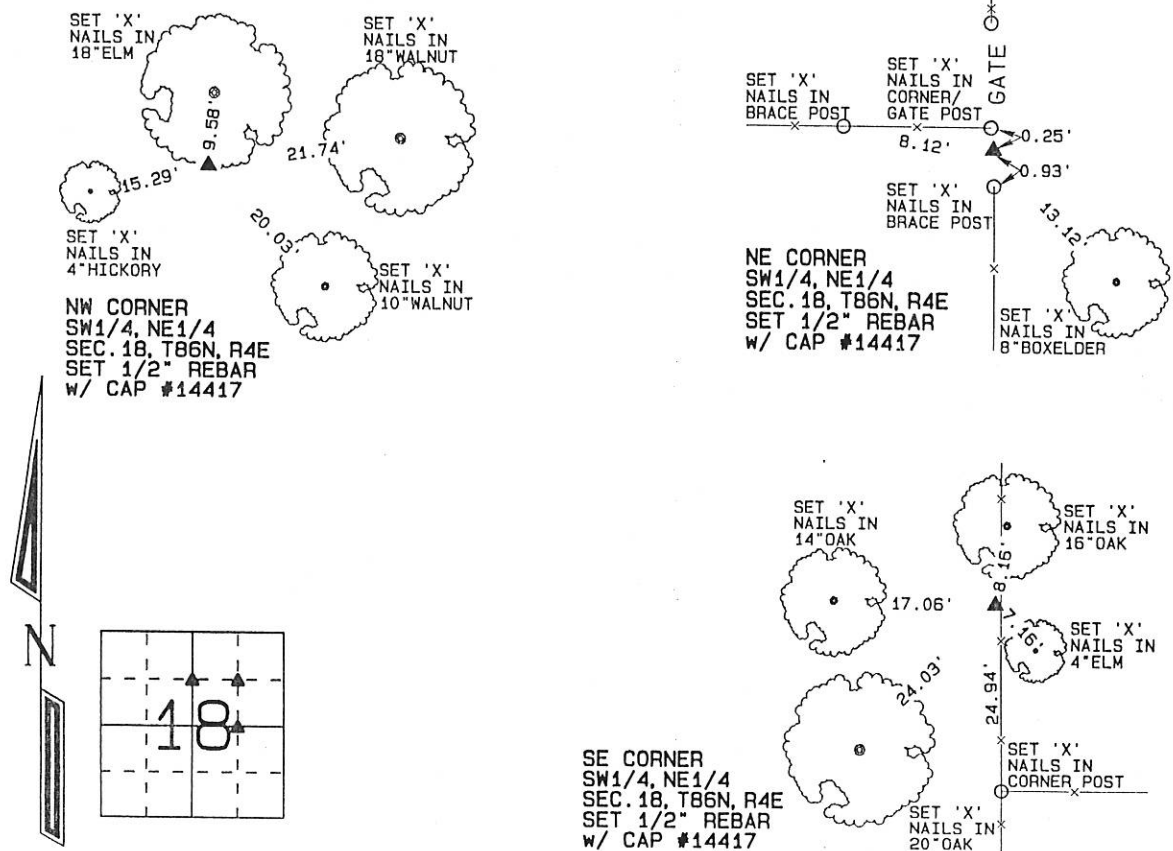 SET 'X'
NAILS IN
18"ELM
SET 'X'
NAILS IN
18"WALNUT
9.58'
21.74'
15.29'
20.03'
SET 'X'
NAILS IN
4"HICKORY
SET 'X'
NAILS IN
10"WALNUT
NW CORNER
SW1/4, NE1/4
SEC. 18, T86N, R4E
SET 1/2" REBAR
W/ CAP #14417
GATE
SET 'X'
NAILS IN
BRACE POST
SET 'X'
NAILS IN
CORNER/
GATE POST
8.12'
0.25'
0.93'
SET 'X'
NAILS IN
BRACE POST
13.12'
NE CORNER
SW1/4, NE1/4
SEC. 18, T86N, R4E
SET 1/2" REBAR
W/ CAP #14417
SET 'X'
NAILS IN
8"BOXELDER
N
18
SET 'X'
NAILS IN
14"OAK
SET 'X'
NAILS IN
16"OAK
8.16'
17.06'
7.16'
SET 'X'
NAILS IN
4"ELM
24.03'
24.94'
SET 'X'
NAILS IN
CORNER POST
SE CORNER
SW1/4, NE1/4
SEC. 18, T86N, R4E
SET 1/2" REBAR
W/ CAP #14417
SET 'X'
NAILS IN
20"OAK